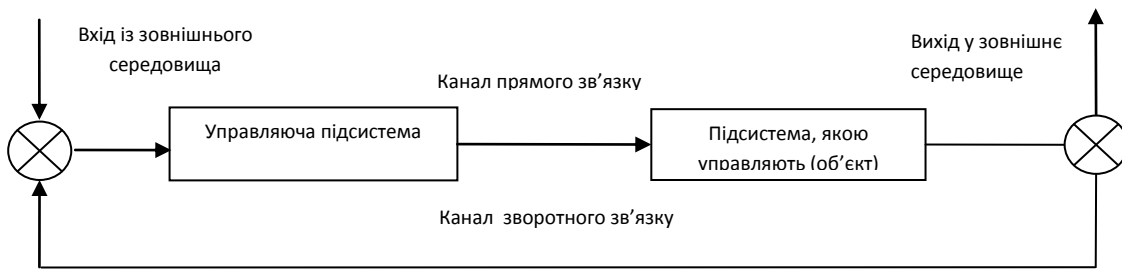 Вхід із зовнішнього
середовища
Вихід у зовнішнє
середовище
Канал прямого зв’язку
Управляюча підсистема
Підсистема, якою
управляють (об’єкт)
Канал зворотного зв’язку